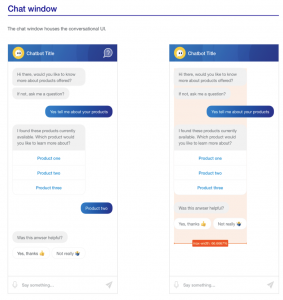 Chat window
The chat window houses the conversational UI.
Chatbot Title
Hi there, would you like to know
more about products offered?
If not, ask me a question?
Yes tell me about your products
I found these products currently
available. Which product would
you like to learn more about?
Product one
Product two
Product three
Product two
Was this answer helpful?
Yes, thanks 👍
Not really 👎
Say something...
Chatbot Title
Hi there, would you like to know
more about products offered?
If not, ask me a question?
Yes tell me about your products
I found these products currently
available. Which product would
you like to learn more about?
Product one
Product two
Product three
Was this answer helpful?
Yes, thanks 👍
Not really 👎
Say something...